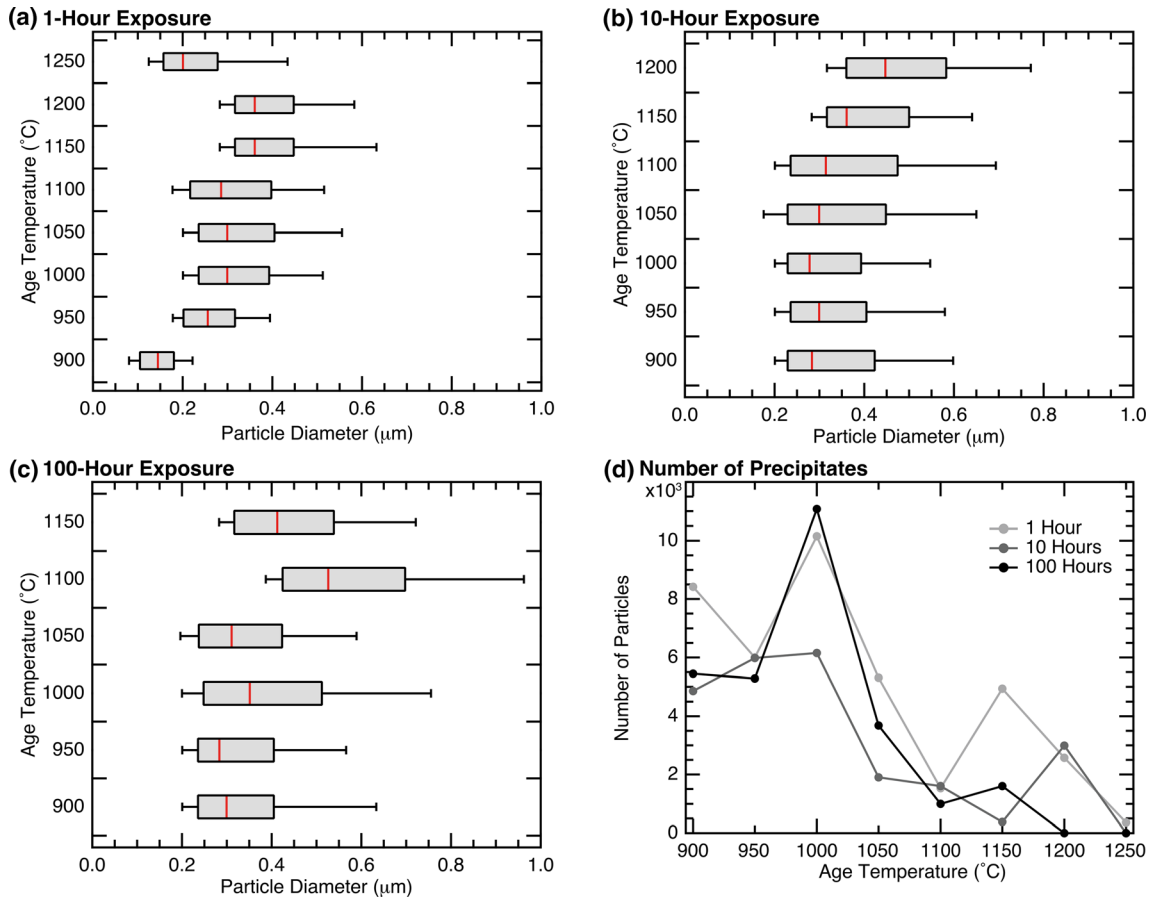 (a) 1-Hour Exposure
1250
1200
1150
1100
1050
1000
950
900
Age Temperature (˚C)
0.0 0.2 0.4 0.6 0.8 1.0
Particle Diameter (μm)
(b) 10-Hour Exposure
1200
1150
1100
1050
1000
950
900
Age Temperature (˚C)
0.0 0.2 0.4 0.6 0.8 1.0
Particle Diameter (μm)
(c) 100-Hour Exposure
1150
1100
1050
1000
950
900
Age Temperature (˚C)
0.0 0.2 0.4 0.6 0.8 1.0
Particle Diameter (μm)
(d) Number of Precipitates
x10³
10
8
6
4
2
0
Number of Particles
1 Hour
10 Hours
100 Hours
900 950 1000 1050 1100 1150 1200 1250
Age Temperature (˚C)